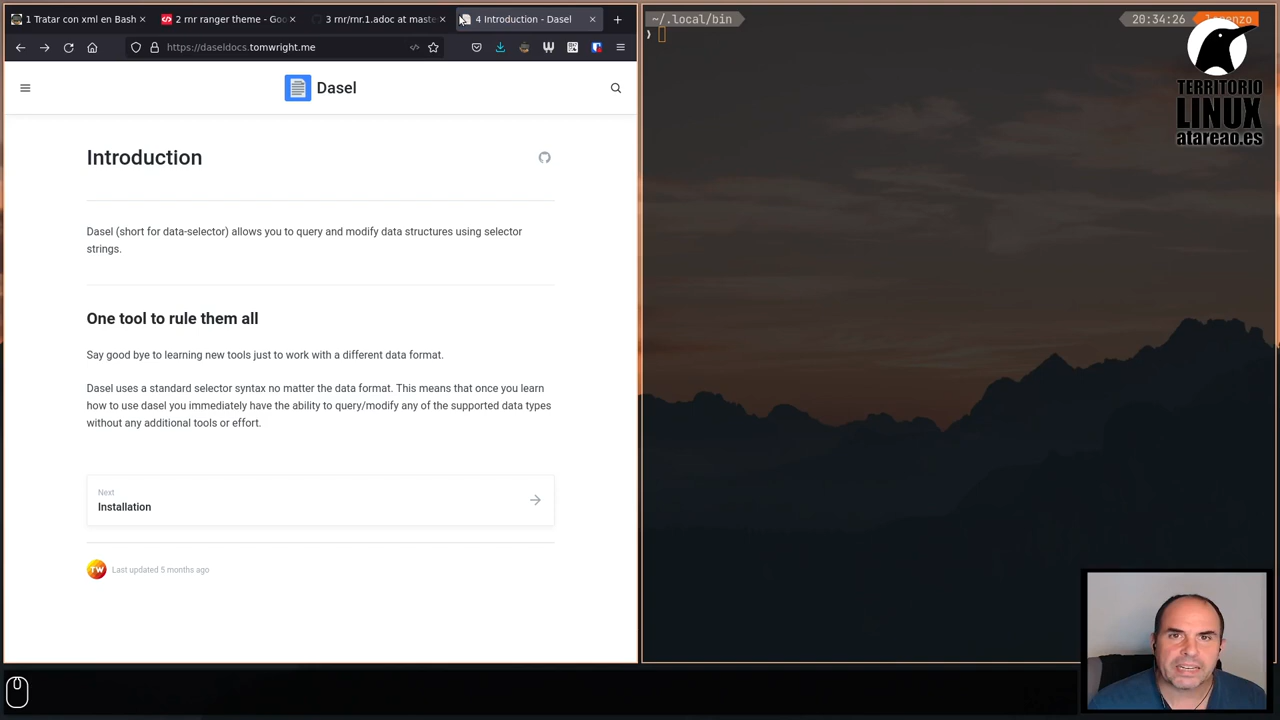 1 Tratar con xml en Bash
2 rnr ranger theme - Goo
3 rnr/rnr.1.adoc at maste
4 Introduction - Dasel
https://daseldocs.tomwright.me
Dasel
Introduction
Dasel (short for data-selector) allows you to query and modify data structures using selector
strings.
One tool to rule them all
Say good bye to learning new tools just to work with a different data format.
Dasel uses a standard selector syntax no matter the data format. This means that once you learn
how to use dasel you immediately have the ability to query/modify any of the supported data types
without any additional tools or effort.
Next
Installation
TW
Last updated 5 months ago
~/.local/bin
20:34:26
lorenzo
TERRITORIO
LINUX
atareao.es